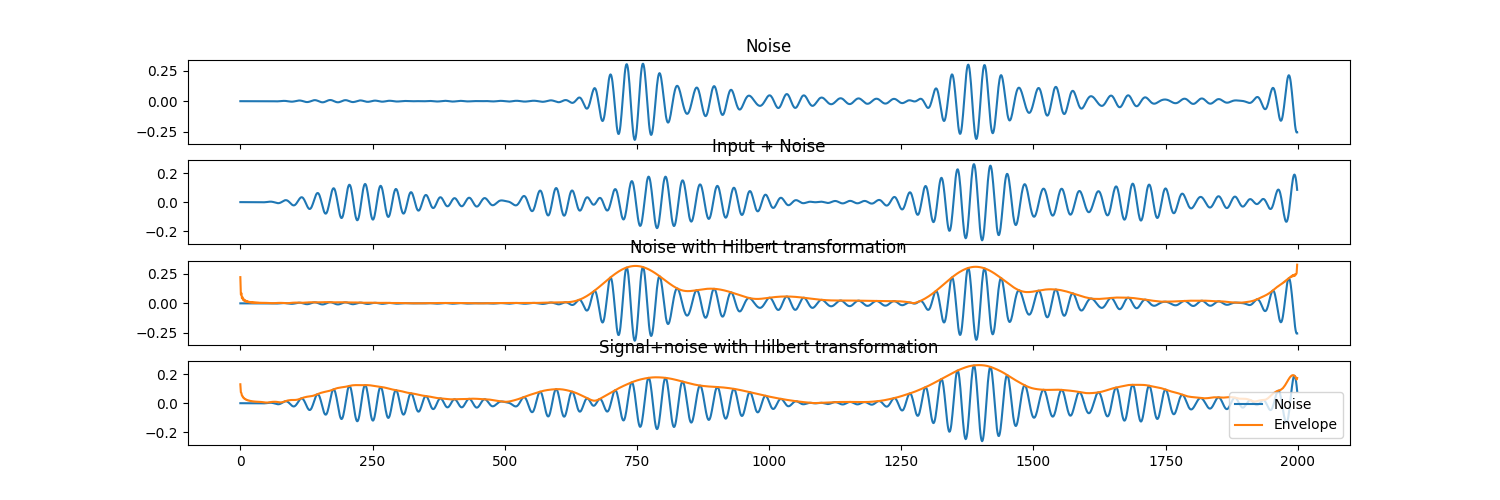 Noise
0.25
0.00
−0.25
Input + Noise
0.2
0.0
−0.2
Noise with Hilbert transformation
0.25
0.00
−0.25
Signal+noise with Hilbert transformation
0.2
0.0
−0.2
Noise
Envelope
0 250 500 750 1000 1250 1500 1750 2000